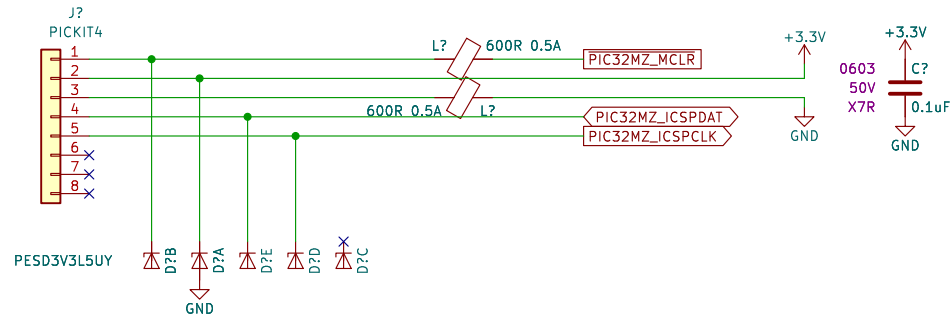 J?
PICKIT4
1
2
3
4
5
6
7
8
L?
600R 0.5A
600R 0.5A
L?
PIC32MZ_MCLR
PIC32MZ_ICSPDAT
PIC32MZ_ICSPCLK
+3.3V
GND
+3.3V
0603
50V
X7R
C?
0.1uF
GND
PESD3V3L5UY
D?B
D?A
D?E
D?D
D?C
GND